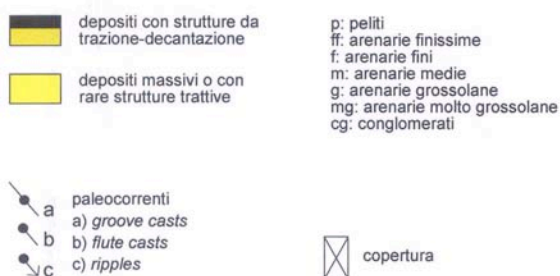 depositi con strutture da
trazione-decantazione
depositi massivi o con
rare strutture trattive
p: peliti
ff: arenarie finissime
f: arenarie fini
m: arenarie medie
g: arenarie grossolane
mg: arenarie molto grossolane
cg: conglomerati
a
b
c
paleocorrenti
a) groove casts
b) flute casts
c) ripples
copertura